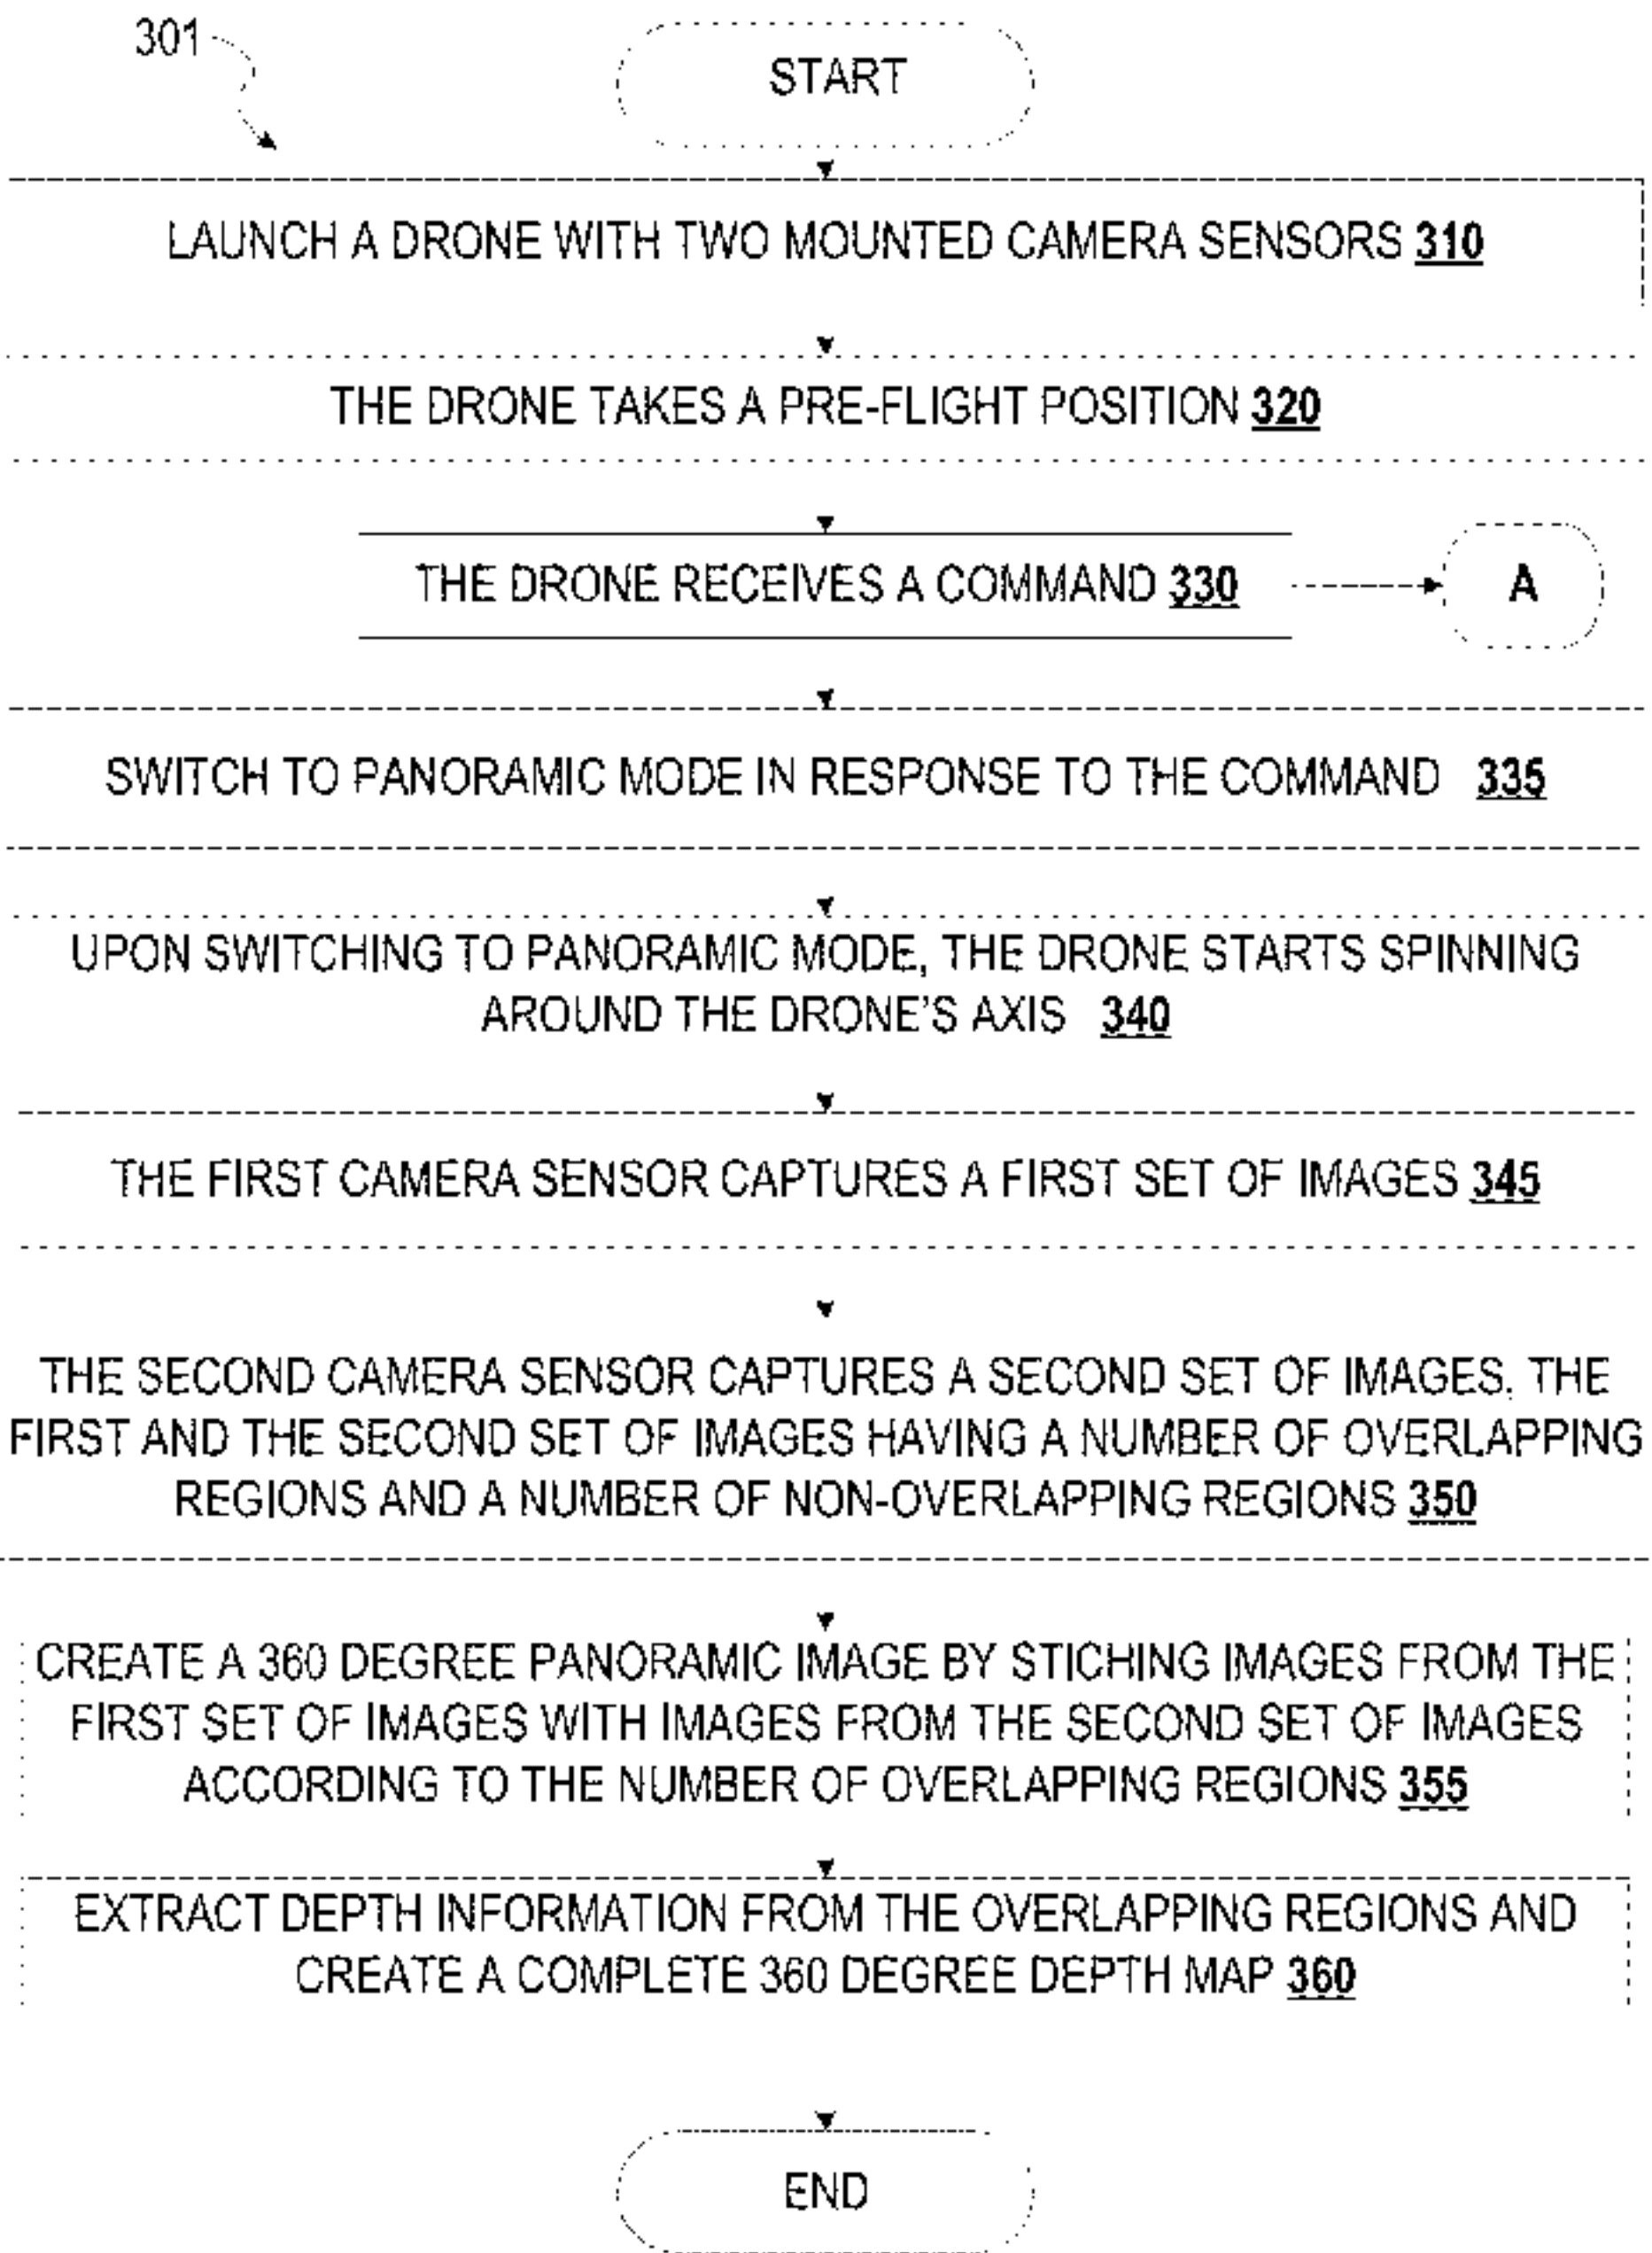 301
START
LAUNCH A DRONE WITH TWO MOUNTED CAMERA SENSORS 310
THE DRONE TAKES A PRE-FLIGHT POSITION 320
THE DRONE RECEIVES A COMMAND 330
A
SWITCH TO PANORAMIC MODE IN RESPONSE TO THE COMMAND 335
UPON SWITCHING TO PANORAMIC MODE, THE DRONE STARTS SPINNING
AROUND THE DRONE'S AXIS 340
THE FIRST CAMERA SENSOR CAPTURES A FIRST SET OF IMAGES 345
THE SECOND CAMERA SENSOR CAPTURES A SECOND SET OF IMAGES, THE
FIRST AND THE SECOND SET OF IMAGES HAVING A NUMBER OF OVERLAPPING
REGIONS AND A NUMBER OF NON-OVERLAPPING REGIONS 350
CREATE A 360 DEGREE PANORAMIC IMAGE BY STICHING IMAGES FROM THE
FIRST SET OF IMAGES WITH IMAGES FROM THE SECOND SET OF IMAGES
ACCORDING TO THE NUMBER OF OVERLAPPING REGIONS 355
EXTRACT DEPTH INFORMATION FROM THE OVERLAPPING REGIONS AND
CREATE A COMPLETE 360 DEGREE DEPTH MAP 360
END